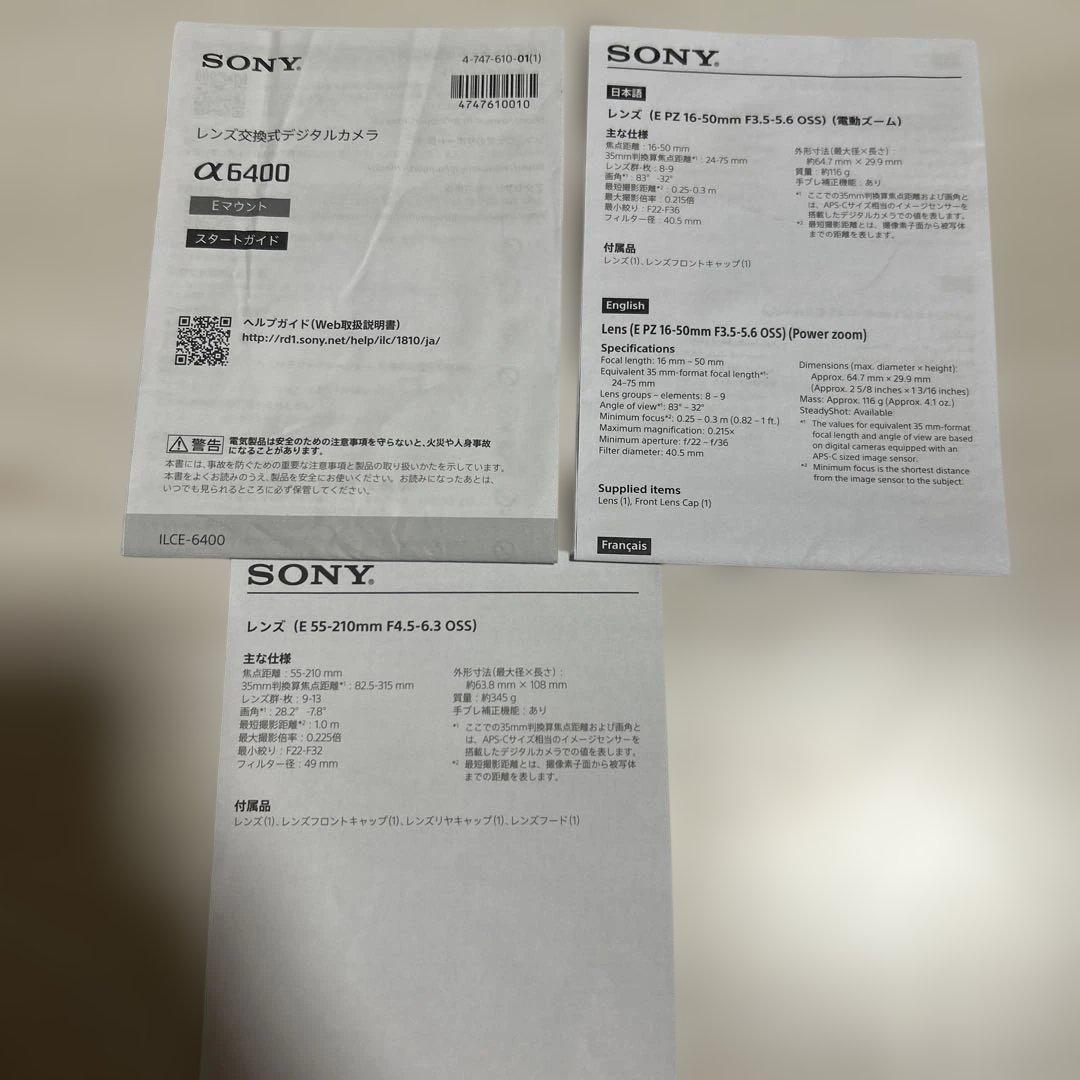 SONY®
4-747-610-01(1)
4747610010
レンズ交換式デジタルカメラ
α6400
Eマウント
スタートガイド
ヘルプガイド(Web取扱説明書)
http://rd1.sony.net/help/ilc/1810/ja/
警告
電気製品は安全のための注意事項を守らないと、火災や人身事故
になることがあります。
本書には、事故を防ぐための重要な注意事項と製品の取り扱いかたを示しています。
本書をよくお読みのうえ、製品を安全にお使いください。お読みになったあとは、
いつでも見られるところに必ず保管してください。
ILCE-6400
SONY®
日本語
レンズ(E PZ 16-50mm F3.5-5.6 OSS)(電動ズーム)
主な仕様
焦点距離:16-50 mm
35mm判換算焦点距離*1:24-75 mm
レンズ群-枚:8-9
画角*1:83°-32°
最短撮影距離*2:0.25-0.3 m
最大撮影倍率:0.215倍
最小絞り:F22-F36
フィルター径:40.5 mm
外形寸法(最大径×長さ):
約64.7 mm × 29.9 mm
質量:約116 g
手ブレ補正機能:あり
*1 ここでの35mm判換算焦点距離および画角と
は、APS-Cサイズ相当のイメージセンサーを
搭載したデジタルカメラでの値を表します。
*2 最短撮影距離とは、撮像素子面から被写体
までの距離を表します。
付属品
レンズ(1)、レンズフロントキャップ(1)
English
Lens (E PZ 16-50mm F3.5-5.6 OSS) (Power zoom)
Specifications
Focal length: 16 mm – 50 mm
Equivalent 35 mm-format focal length*1:
24–75 mm
Lens groups – elements: 8 – 9
Angle of view*1: 83° – 32°
Minimum focus*2: 0.25 – 0.3 m (0.82 – 1 ft.)
Maximum magnification: 0.215×
Minimum aperture: f/22 – f/36
Filter diameter: 40.5 mm
Dimensions (max. diameter × height):
Approx. 64.7 mm × 29.9 mm
(Approx. 2 5/8 inches × 1 3/16 inches)
Mass: Approx. 116 g (Approx. 4.1 oz.)
SteadyShot: Available
*1 The values for equivalent 35 mm-format
focal length and angle of view are based
on digital cameras equipped with an
APS-C sized image sensor.
*2 Minimum focus is the shortest distance
from the image sensor to the subject.
Supplied items
Lens (1), Front Lens Cap (1)
Français
SONY®
レンズ(E 55-210mm F4.5-6.3 OSS)
主な仕様
焦点距離:55-210 mm
35mm判換算焦点距離*1:82.5-315 mm
レンズ群-枚:9-13
画角*1:28.2°-7.8°
最短撮影距離*2:1.0 m
最大撮影倍率:0.225倍
最小絞り:F22-F32
フィルター径:49 mm
外形寸法(最大径×長さ):
約63.8 mm × 108 mm
質量:約345 g
手ブレ補正機能:あり
*1 ここでの35mm判換算焦点距離および画角と
は、APS-Cサイズ相当のイメージセンサーを
搭載したデジタルカメラでの値を表します。
*2 最短撮影距離とは、撮像素子面から被写体
までの距離を表します。
付属品
レンズ(1)、レンズフロントキャップ(1)、レンズリヤキャップ(1)、レンズフード(1)